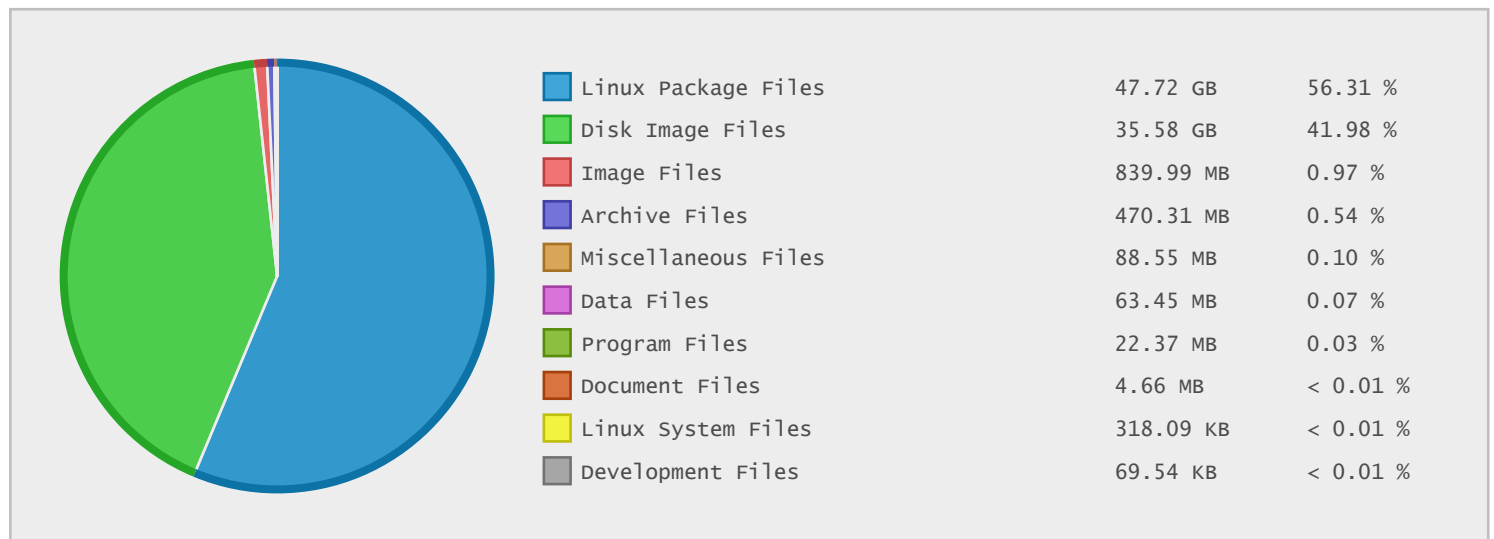 Linux Package Files 47.72 GB 56.31 %
Disk Image Files 35.58 GB 41.98 %
Image Files 839.99 MB 0.97 %
Archive Files 470.31 MB 0.54 %
Miscellaneous Files 88.55 MB 0.10 %
Data Files 63.45 MB 0.07 %
Program Files 22.37 MB 0.03 %
Document Files 4.66 MB < 0.01 %
Linux System Files 318.09 KB < 0.01 %
Development Files 69.54 KB < 0.01 %